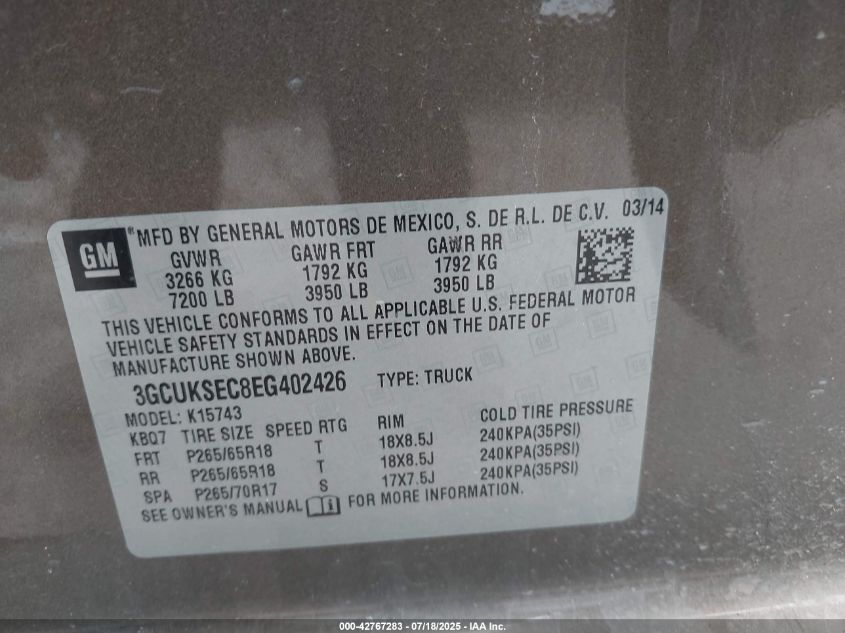 GM ® MFD BY GENERAL MOTORS DE MEXICO, S. DE R.L. DE C.V. 03/14
GVWR GAWR FRT GAWR RR
3266 KG 1792 KG 1792 KG
7200 LB 3950 LB 3950 LB
THIS VEHICLE CONFORMS TO ALL APPLICABLE U.S. FEDERAL MOTOR
VEHICLE SAFETY STANDARDS IN EFFECT ON THE DATE OF
MANUFACTURE SHOWN ABOVE.
3GCUKSEC8EG402426 TYPE: TRUCK
MODEL: K15743
KBQ7 TIRE SIZE SPEED RTG RIM COLD TIRE PRESSURE
FRT P265/65R18 T 18X8.5J 240KPA(35PSI)
RR P265/65R18 T 18X8.5J 240KPA(35PSI)
SPA P265/70R17 S 17X7.5J 240KPA(35PSI)
SEE OWNER'S MANUAL FOR MORE INFORMATION.
000-42767283 - 07/18/2025 - IAA Inc.